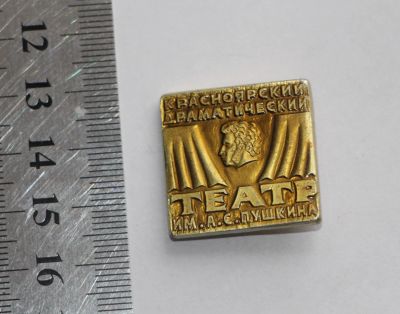 КРАСНОЯРСКИЙ
ДРАМАТИЧЕСКИЙ
ТЕАТР
ИМ.А.С.ПУШКИНА
12
13
14
15
16